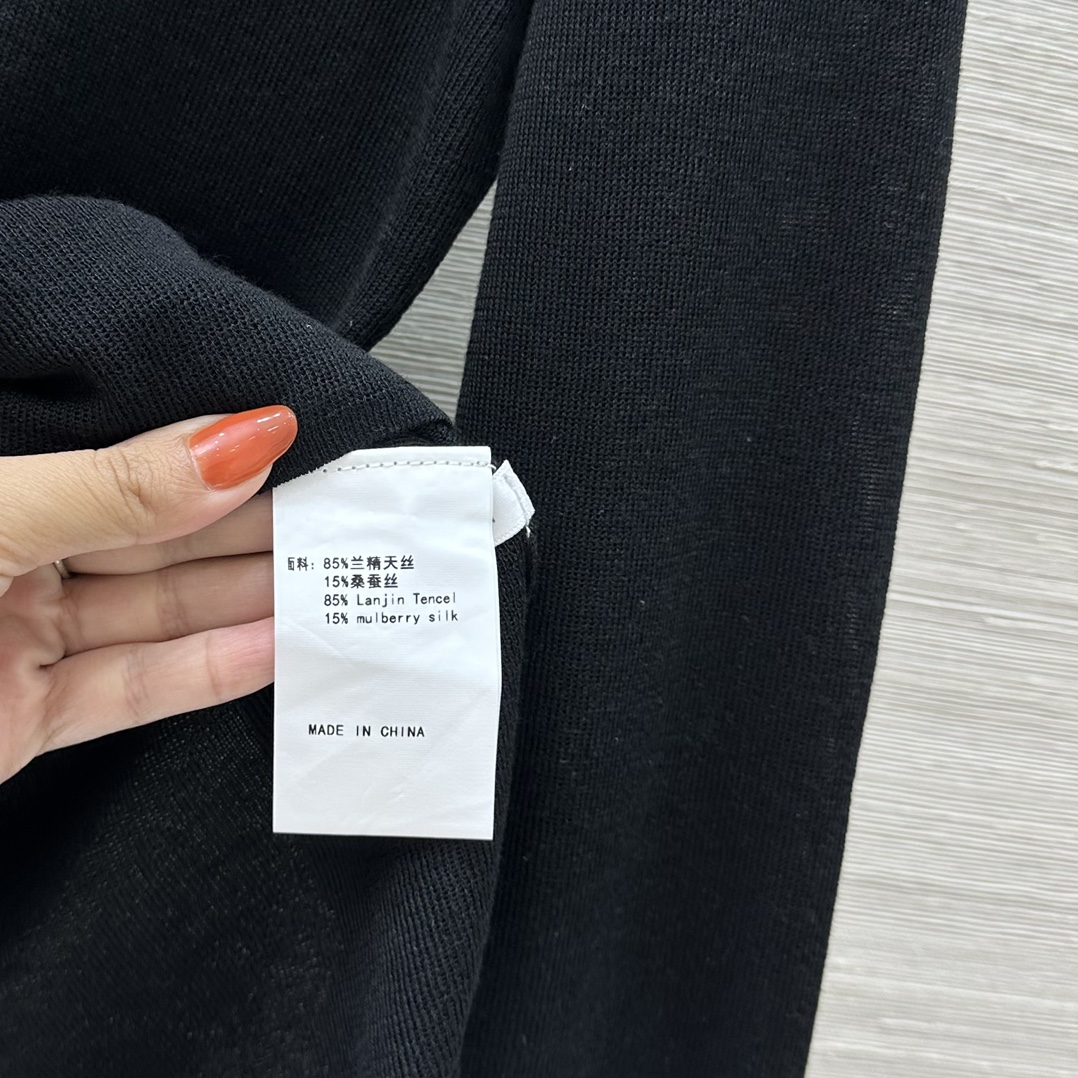 面料: 85%兰精天丝
15%桑蚕丝
85% Lanjin Tencel
15% mulberry silk
MADE IN CHINA